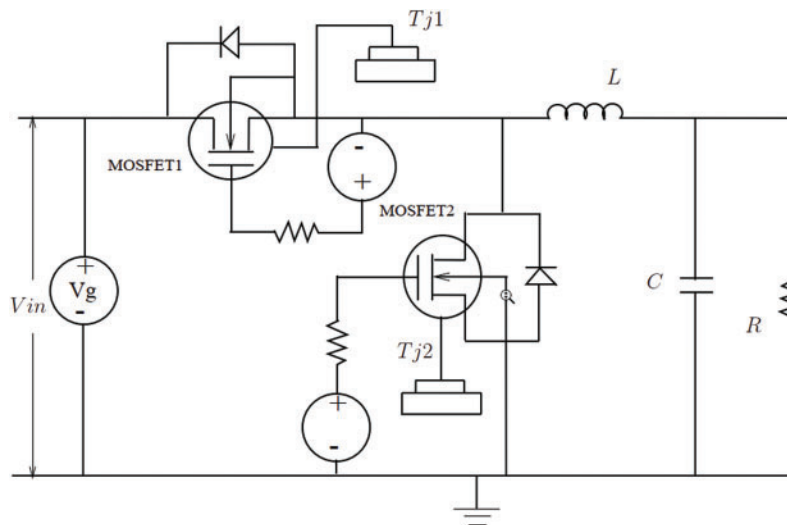 Tj1
L
MOSFET1
-
+
MOSFET2
+
Vg
-
Vin
C
R
Tj2
+
-